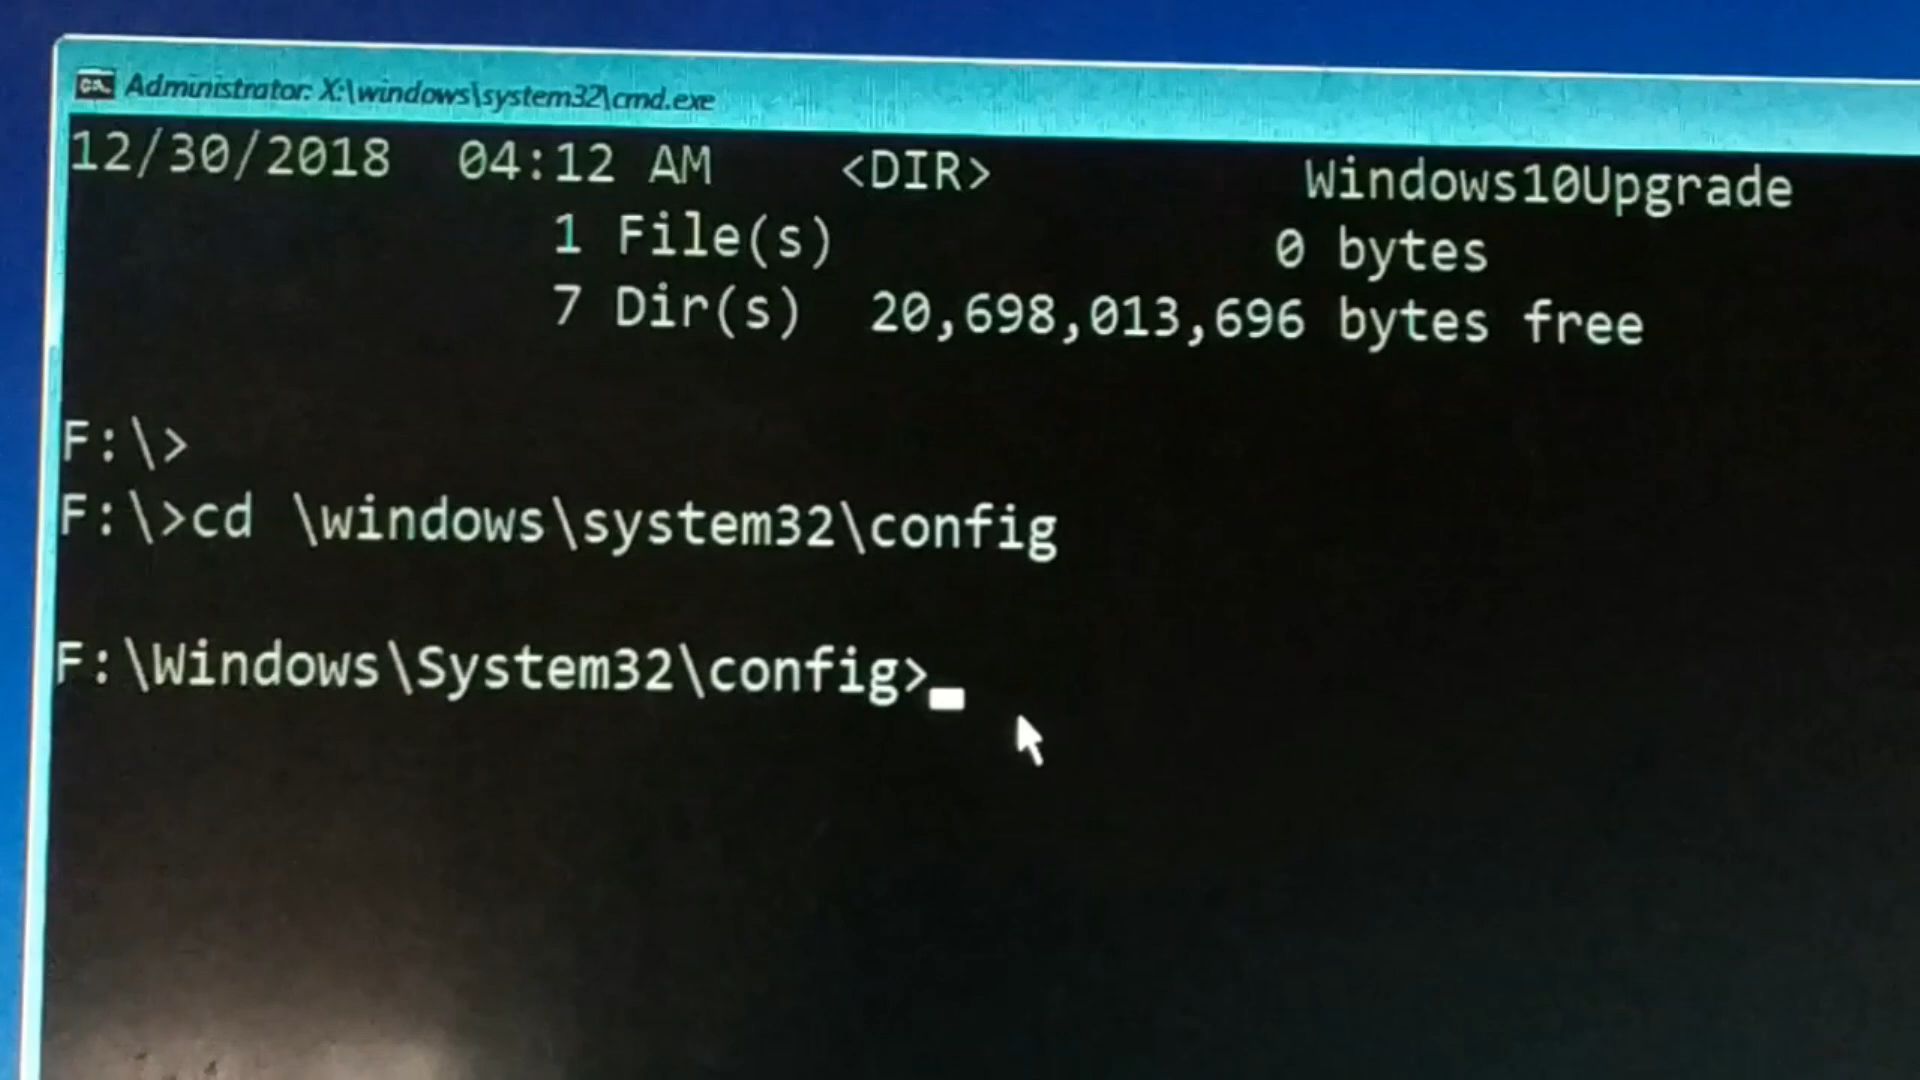 Administrator: X:\windows\system32\cmd.exe
12/30/2018  04:12 AM    <DIR>          Windows10Upgrade
1 File(s)              0 bytes
7 Dir(s)  20,698,013,696 bytes free
F:\>
F:\>cd \windows\system32\config
F:\Windows\System32\config>